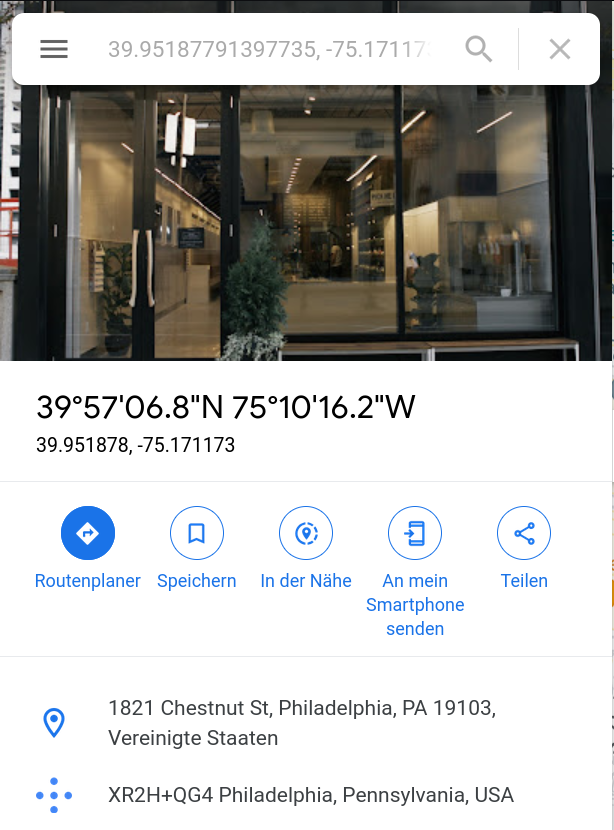 39.95187791397735, -75.171173
39°57'06.8"N 75°10'16.2"W
39.951878, -75.171173
Routenplaner
Speichern
In der Nähe
An mein
Smartphone
senden
Teilen
1821 Chestnut St, Philadelphia, PA 19103,
Vereinigte Staaten
XR2H+QG4 Philadelphia, Pennsylvania, USA